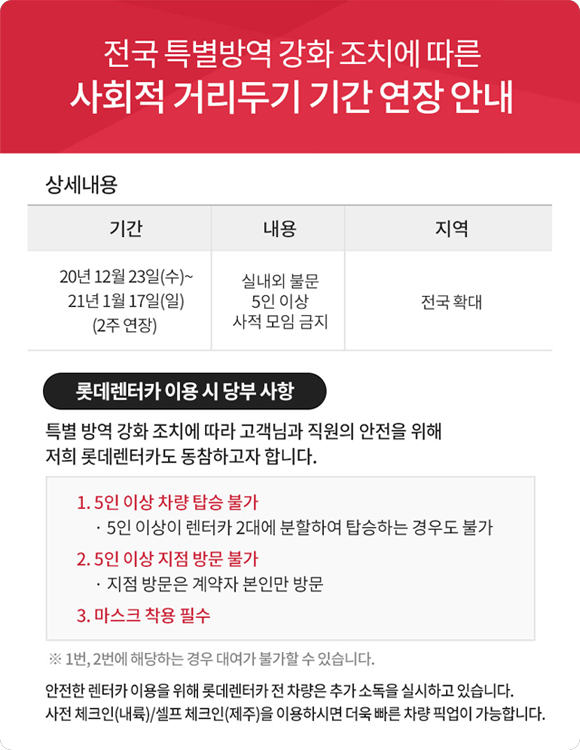 전국 특별방역 강화 조치에 따른
사회적 거리두기 기간 연장 안내
상세내용
기간 내용 지역
20년 12월 23일(수)~
21년 1월 17일(일)
(2주 연장)
실내외 불문
5인 이상
사적 모임 금지
전국 확대
롯데렌터카 이용 시 당부 사항
특별 방역 강화 조치에 따라 고객님과 직원의 안전을 위해
저희 롯데렌터카도 동참하고자 합니다.
1. 5인 이상 차량 탑승 불가
· 5인 이상이 렌터카 2대에 분할하여 탑승하는 경우도 불가
2. 5인 이상 지점 방문 불가
· 지점 방문은 계약자 본인만 방문
3. 마스크 착용 필수
※ 1번, 2번에 해당하는 경우 대여가 불가할 수 있습니다.
안전한 렌터카 이용을 위해 롯데렌터카 전 차량은 추가 소독을 실시하고 있습니다.
사전 체크인(내륙)/셀프 체크인(제주)을 이용하시면 더욱 빠른 차량 픽업이 가능합니다.